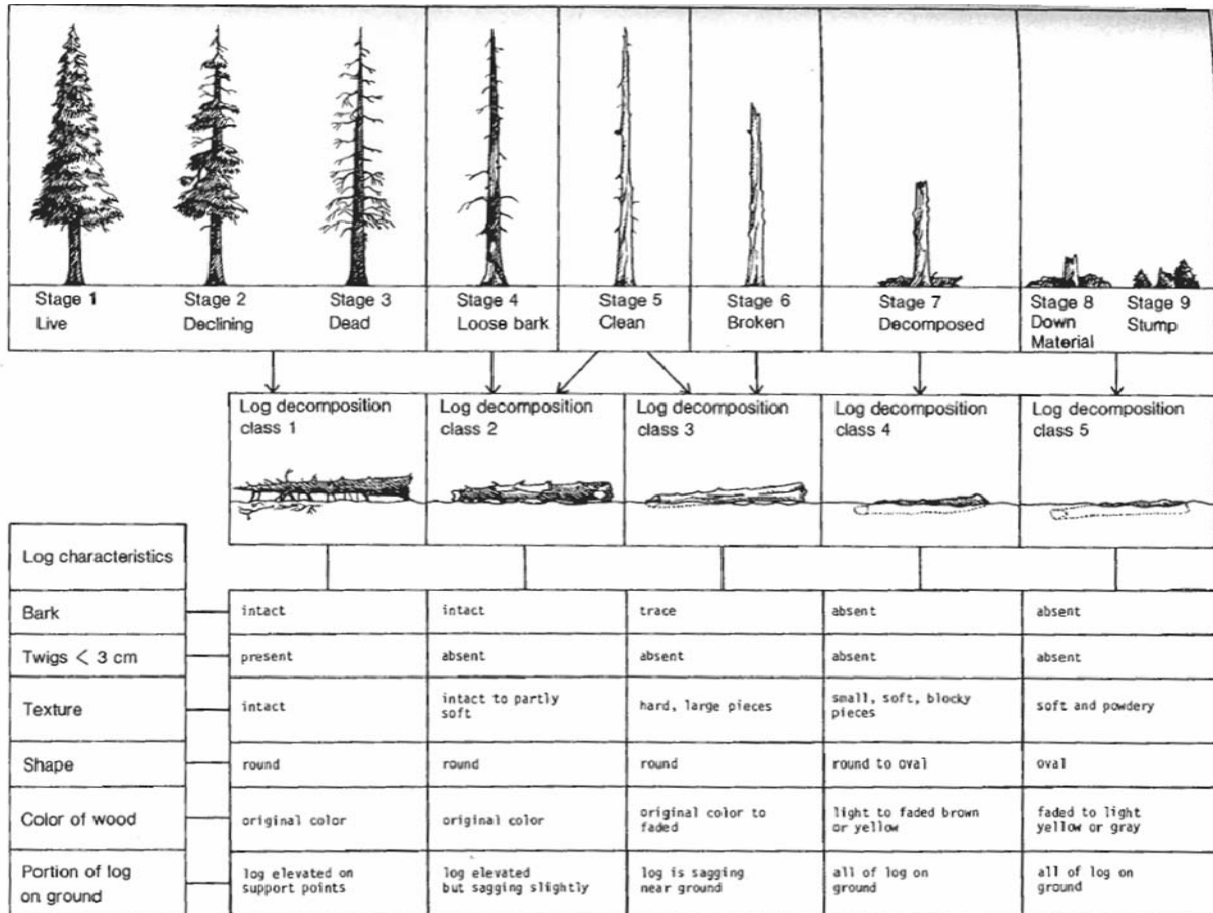 Stage 1
Live
Stage 2
Declining
Stage 3
Dead
Stage 4
Loose bark
Stage 5
Clean
Stage 6
Broken
Stage 7
Decomposed
Stage 8
Down
Material
Stage 9
Stump
Log decomposition
class 1
Log decomposition
class 2
Log decomposition
class 3
Log decomposition
class 4
Log decomposition
class 5
Log characteristics
Bark
intact
intact
trace
absent
absent
Twigs < 3 cm
present
absent
absent
absent
absent
Texture
intact
intact to partly
soft
hard, large pieces
small, soft, blocky
pieces
soft and powdery
Shape
round
round
round
round to oval
oval
Color of wood
original color
original color
original color to
faded
light to faded brown
or yellow
faded to light
yellow or gray
Portion of log
on ground
log elevated on
support points
log elevated
but sagging slightly
log is sagging
near ground
all of log on
ground
all of log on
ground